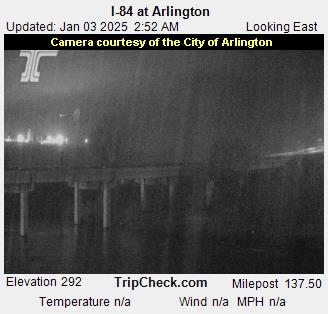 I-84 at Arlington
Updated: Jan 03 2025 2:52 AM Looking East
Camera courtesy of the City of Arlington
Elevation 292 TripCheck.com Milepost 137.50
Temperature n/a Wind n/a MPH n/a